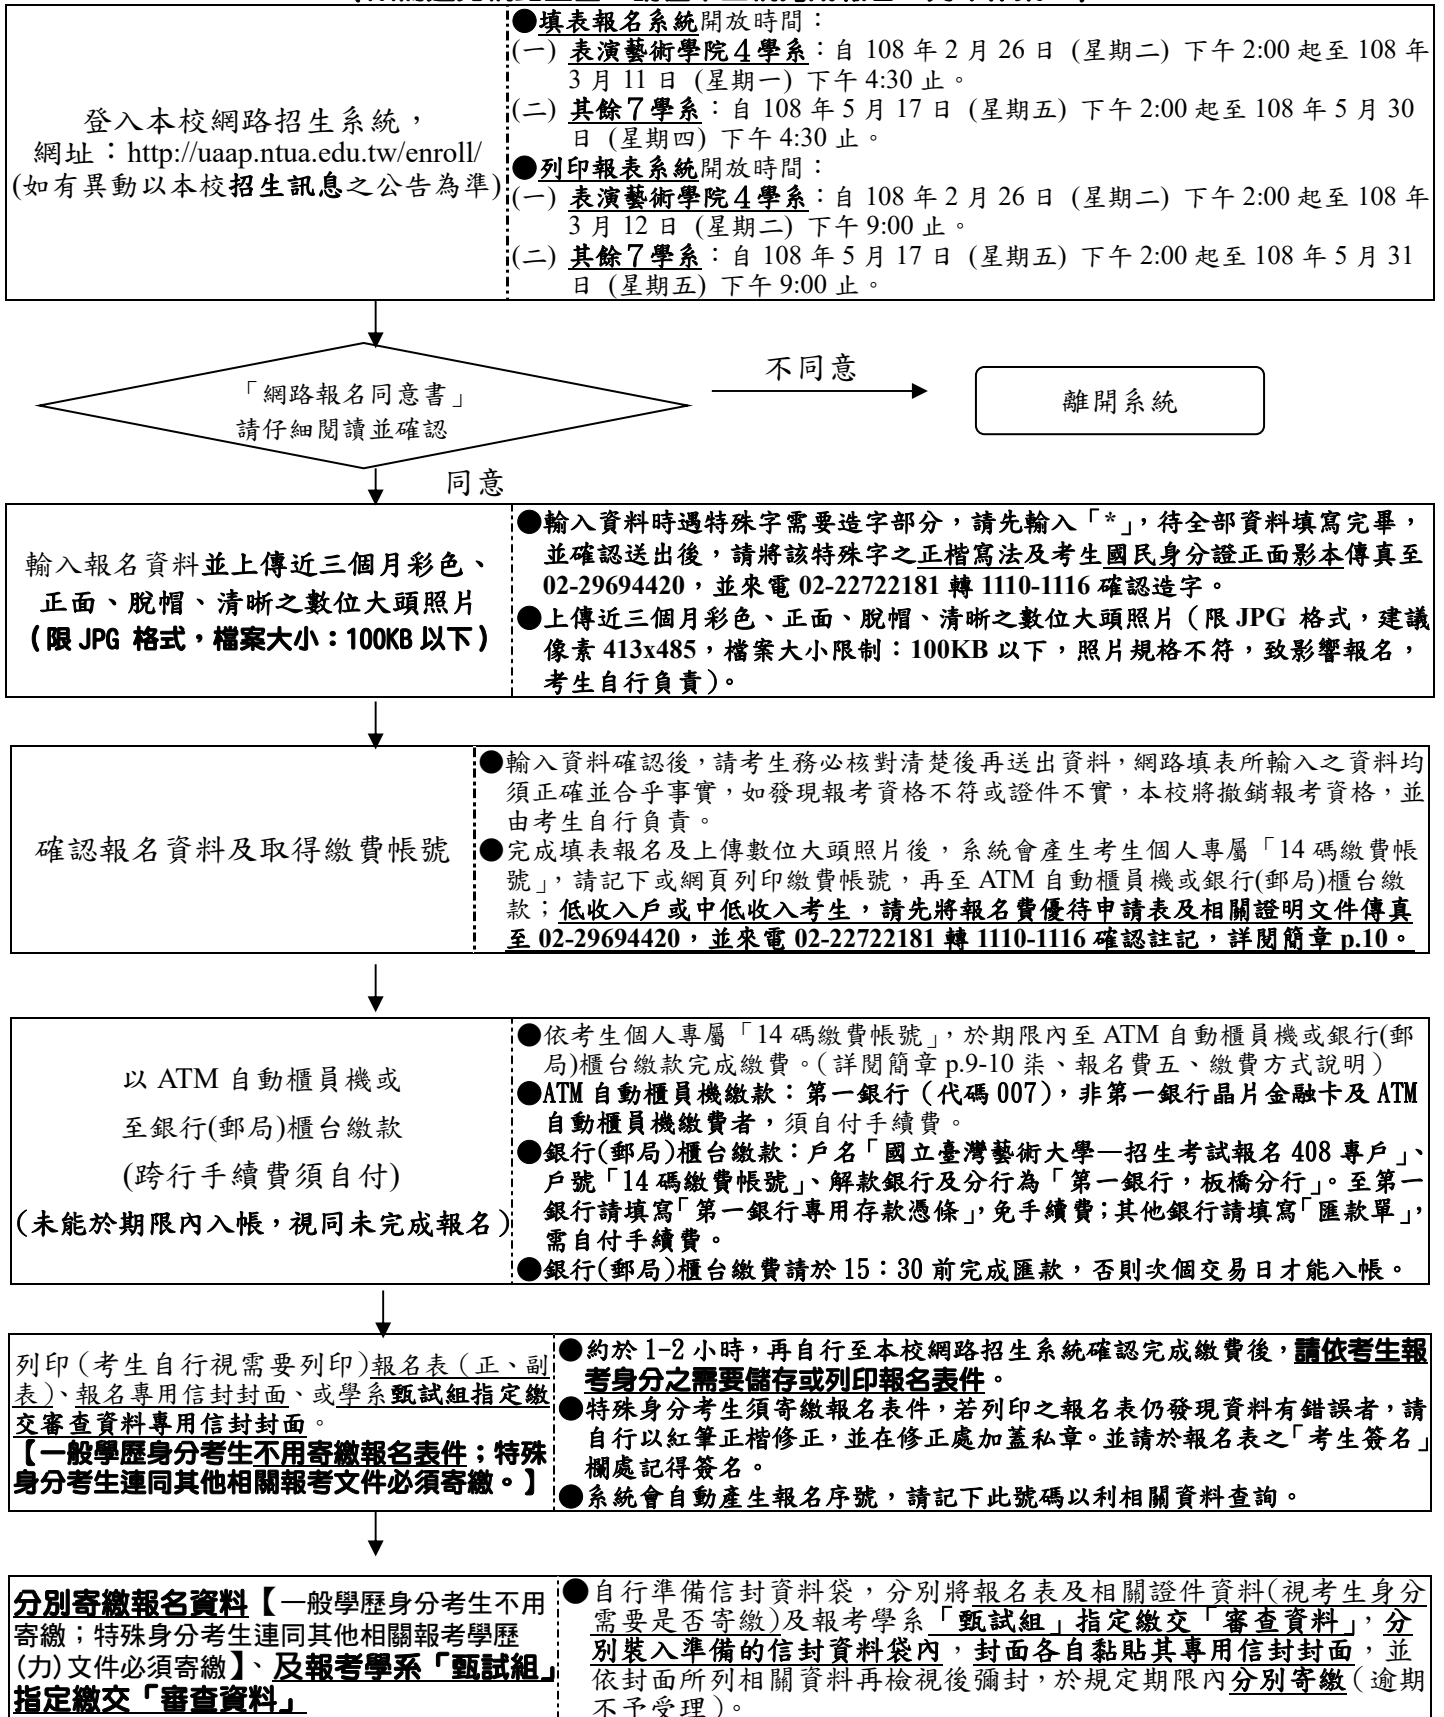 登入本校網路招生系統，
網址：http://uaap.ntua.edu.tw/enroll/
(如有異動以本校招生訊息之公告為準)
●填表報名系統開放時間：
(一) 表演藝術學院４學系：自 108 年 2 月 26 日 (星期二) 下午 2:00 起至 108 年
3 月 11 日 (星期一) 下午 4:30 止。
(二) 其餘７學系：自 108 年 5 月 17 日 (星期五) 下午 2:00 起至 108 年 5 月 30
日 (星期四) 下午 4:30 止。
●列印報表系統開放時間：
(一) 表演藝術學院４學系：自 108 年 2 月 26 日 (星期二) 下午 2:00 起至 108 年
3 月 12 日 (星期二) 下午 9:00 止。
(二) 其餘７學系：自 108 年 5 月 17 日 (星期五) 下午 2:00 起至 108 年 5 月 31
日 (星期五) 下午 9:00 止。
「網路報名同意書」
請仔細閱讀並確認
不同意
離開系統
同意
輸入報名資料並上傳近三個月彩色、
正面、脫帽、清晰之數位大頭照片
（限 JPG 格式，檔案大小：100KB 以下）
●輸入資料時遇特殊字需要造字部分，請先輸入「*」，待全部資料填寫完畢，
並確認送出後，請將該特殊字之正楷寫法及考生國民身分證正面影本傳真至
02-29694420，並來電 02-22722181 轉 1110-1116 確認造字。
●上傳近三個月彩色、正面、脫帽、清晰之數位大頭照片（限 JPG 格式，建議
像素 413x485，檔案大小限制：100KB 以下，照片規格不符，致影響報名，
考生自行負責）。
確認報名資料及取得繳費帳號
●輸入資料確認後，請考生務必核對清楚後再送出資料，網路填表所輸入之資料均
須正確並合乎事實，如發現報考資格不符或證件不實，本校將撤銷報考資格，並
由考生自行負責。
●完成填表報名及上傳數位大頭照片後，系統會產生考生個人專屬「14 碼繳費帳
號」，請記下或網頁列印繳費帳號，再至 ATM 自動櫃員機或銀行(郵局)櫃台繳
款；低收入戶或中低收入考生，請先將報名費優待申請表及相關證明文件傳真
至 02-29694420，並來電 02-22722181 轉 1110-1116 確認註記，詳閱簡章 p.10。
以 ATM 自動櫃員機或
至銀行(郵局)櫃台繳款
(跨行手續費須自付)
(未能於期限內入帳，視同未完成報名)
●依考生個人專屬「14 碼繳費帳號」，於期限內至 ATM 自動櫃員機或銀行(郵
局)櫃台繳款完成繳費。（詳閱簡章 p.9-10 柒、報名費五、繳費方式說明）
●ATM 自動櫃員機繳款：第一銀行（代碼 007），非第一銀行晶片金融卡及 ATM
自動櫃員機繳費者，須自付手續費。
●銀行(郵局)櫃台繳款：戶名「國立臺灣藝術大學—招生考試報名 408 專戶」、
戶號「14 碼繳費帳號」、解款銀行及分行為「第一銀行，板橋分行」。至第一
銀行請填寫「第一銀行專用存款憑條」，免手續費；其他銀行請填寫「匯款單」，
需自付手續費。
●銀行(郵局)櫃台繳費請於 15：30 前完成匯款，否則次個交易日才能入帳。
列印（考生自行視需要列印）報名表（正、副
表）、報名專用信封封面、或學系甄試組指定繳
交審查資料專用信封封面。
【一般學歷身分考生不用寄繳報名表件；特殊
身分考生連同其他相關報考文件必須寄繳。】
●約於 1-2 小時，再自行至本校網路招生系統確認完成繳費後，請依考生報
考身分之需要儲存或列印報名表件。
●特殊身分考生須寄繳報名表件，若列印之報名表仍發現資料有錯誤者，請
自行以紅筆正楷修正，並在修正處加蓋私章。並請於報名表之「考生簽名」
欄處記得簽名。
●系統會自動產生報名序號，請記下此號碼以利相關資料查詢。
分別寄繳報名資料【一般學歷身分考生不用
寄繳；特殊身分考生連同其他相關報考學歷
(力)文件必須寄繳】、及報考學系「甄試組」
指定繳交「審查資料」
●自行準備信封資料袋，分別將報名表及相關證件資料(視考生身分
需要是否寄繳)及報考學系「甄試組」指定繳交「審查資料」，分
別裝入準備的信封資料袋內，封面各自黏貼其專用信封封面，並
依封面所列相關資料再檢視後彌封，於規定期限內分別寄繳（逾期
不予受理）。